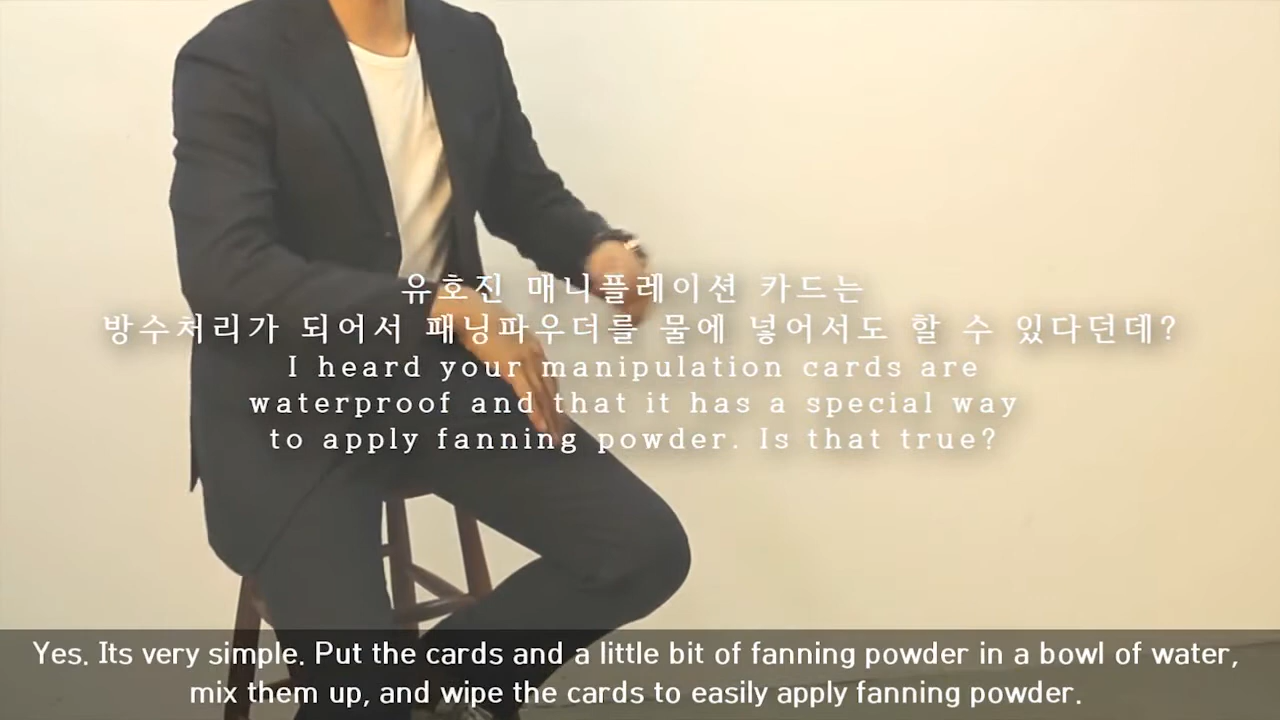 유호진 매니플레이션 카드는
방수처리가 되어서 패닝파우더를 물에 넣어서도 할 수 있다던데?
I heard your manipulation cards are
waterproof and that it has a special way
to apply fanning powder. Is that true?
Yes. Its very simple. Put the cards and a little bit of fanning powder in a bowl of water,
mix them up, and wipe the cards to easily apply fanning powder.